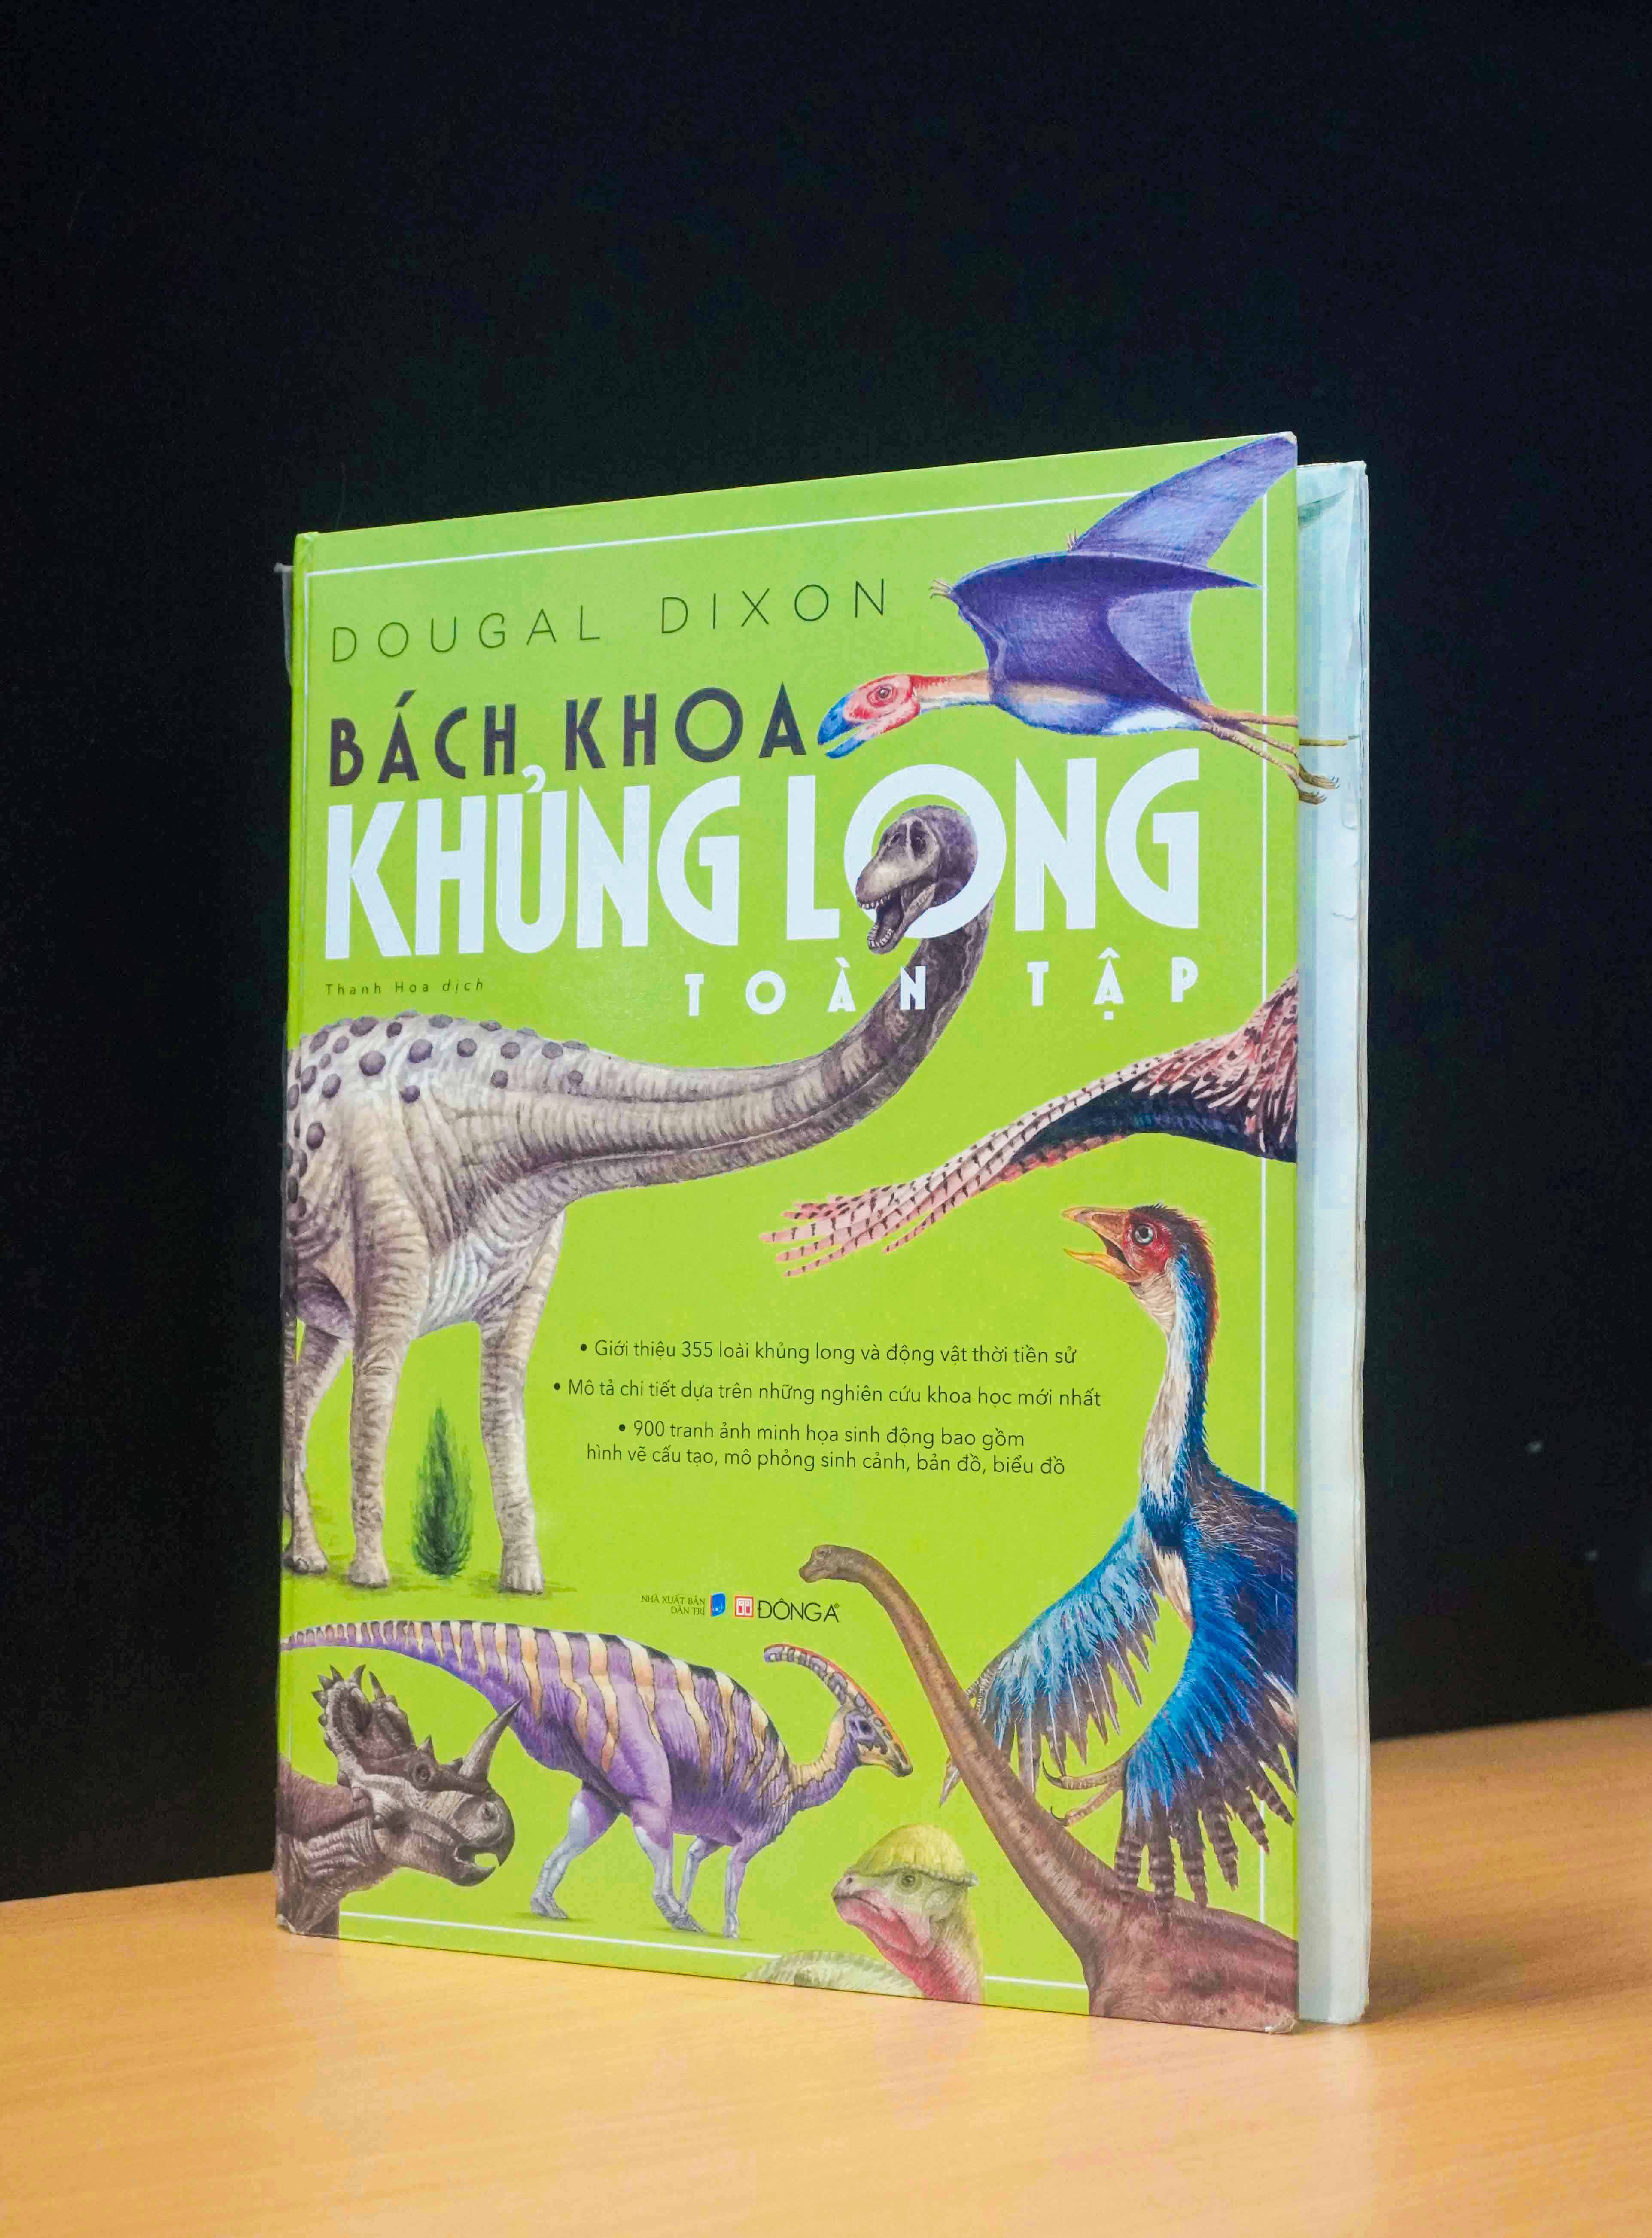 DOUGAL DIXON
BÁCH KHOA
KHỦNG LONG
TOÀN TẬP
Thanh Hoa dịch
• Giới thiệu 355 loài khủng long và động vật thời tiền sử
• Mô tả chi tiết dựa trên những nghiên cứu khoa học mới nhất
• 900 tranh ảnh minh họa sinh động bao gồm
hình vẽ cấu tạo, mô phỏng sinh cảnh, bản đồ, biểu đồ
NHÀ XUẤT BẢN
DÂN TRÍ
ĐÔNG A®